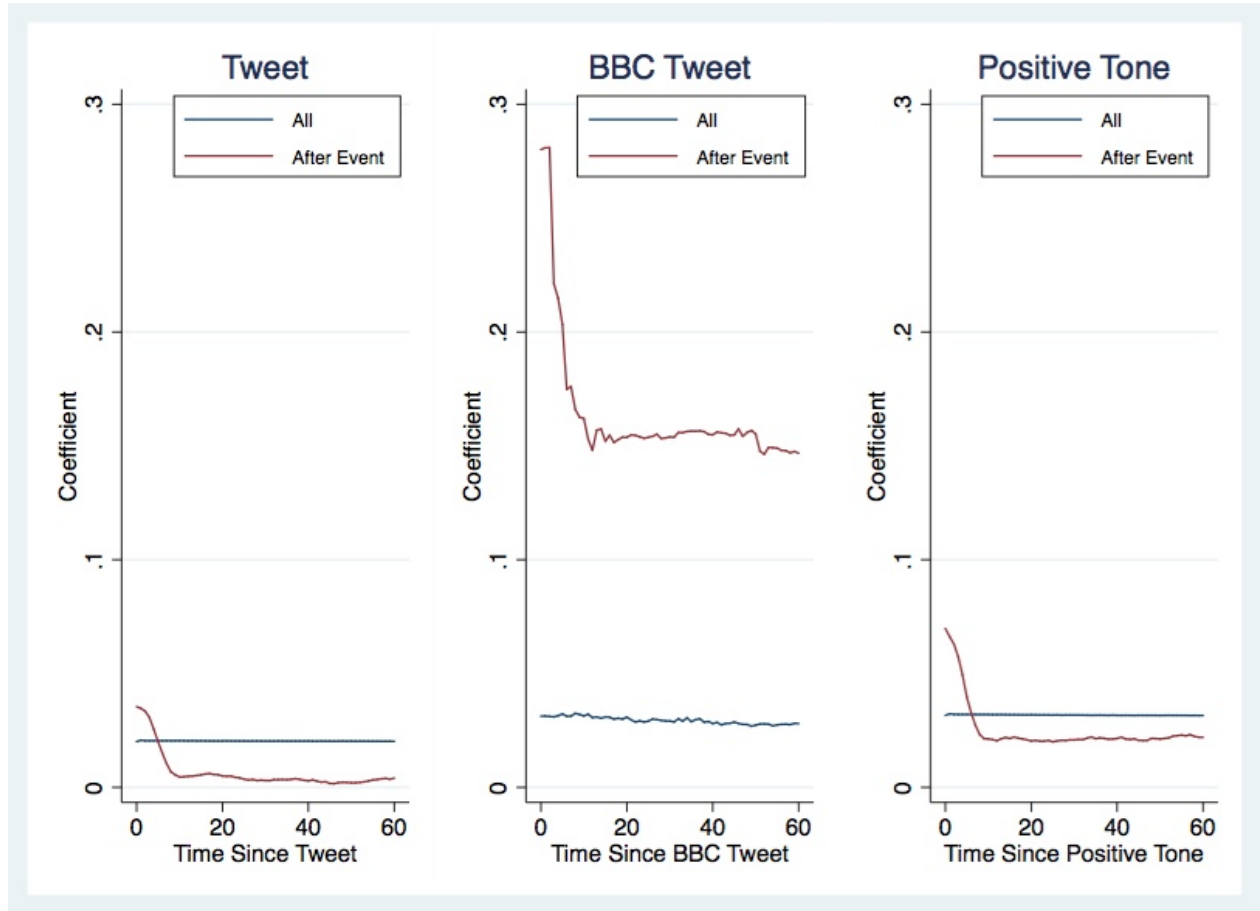 Tweet
All
After Event
.3
.2
.1
0
Coefficient
0 20 40 60
Time Since Tweet
BBC Tweet
All
After Event
.3
.2
.1
0
Coefficient
0 20 40 60
Time Since BBC Tweet
Positive Tone
All
After Event
.3
.2
.1
0
Coefficient
0 20 40 60
Time Since Positive Tone